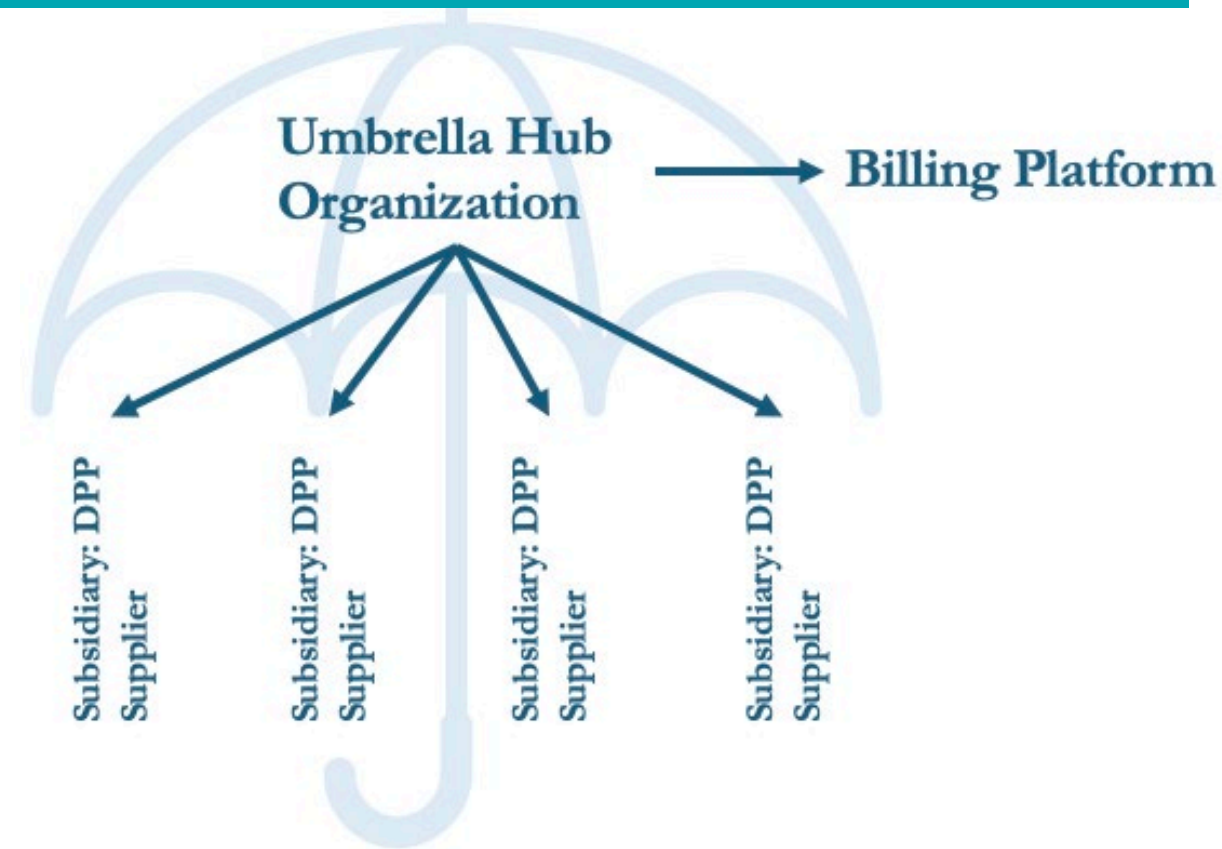 Umbrella Hub
Organization
Billing Platform
Subsidiary: DPP
Supplier
Subsidiary: DPP
Supplier
Subsidiary: DPP
Supplier
Subsidiary: DPP
Supplier